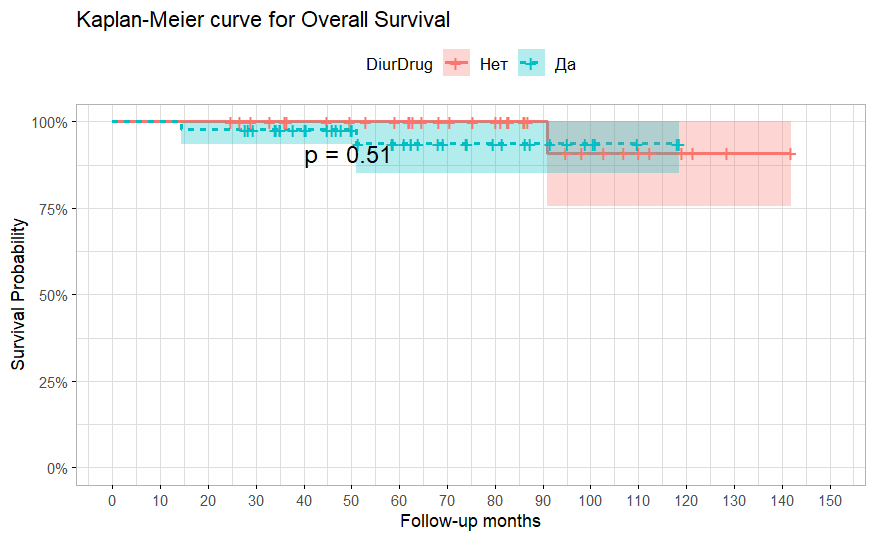 Kaplan-Meier curve for Overall Survival
DiurDrug Нет Да
100%
75%
50%
25%
0%
p = 0.51
Survival Probability
0 10 20 30 40 50 60 70 80 90 100 110 120 130 140 150
Follow-up months